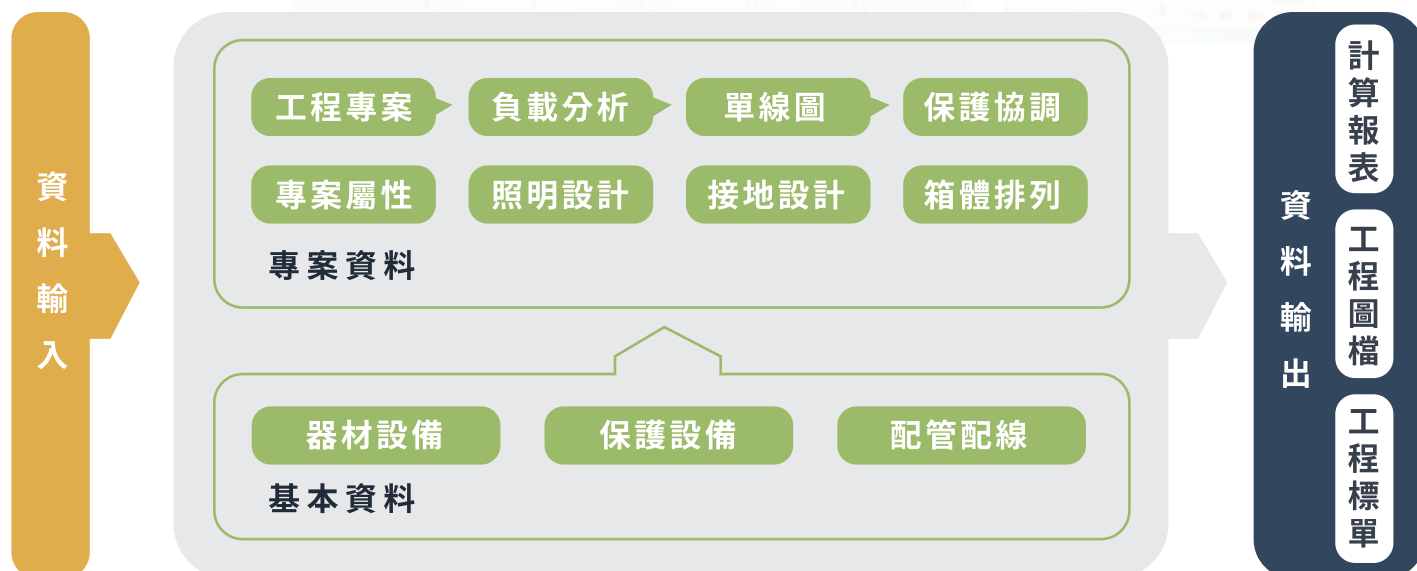 資料輸入
工程專案
負載分析
單線圖
保護協調
專案屬性
照明設計
接地設計
箱體排列
專案資料
器材設備
保護設備
配管配線
基本資料
資料輸出
計算報表
工程圖檔
工程標單